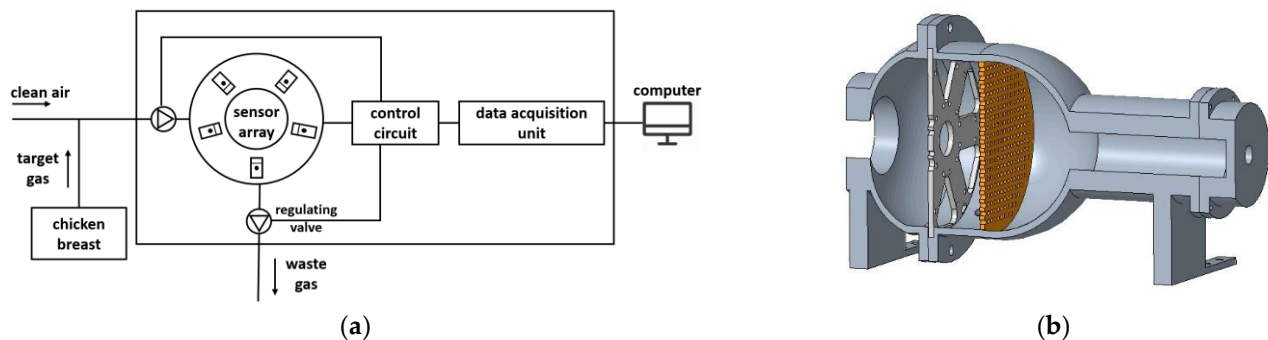 clean air
target
gas
chicken
breast
sensor
array
control
circuit
data acquisition
unit
computer
regulating
valve
waste
gas
(a)
(b)